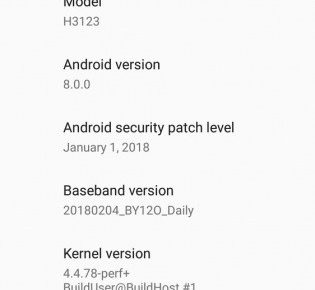 Model
H3123
Android version
8.0.0
Android security patch level
January 1, 2018
Baseband version
20180204_BY12O_Daily
Kernel version
4.4.78-perf+
BuildUser@BuildHost #1